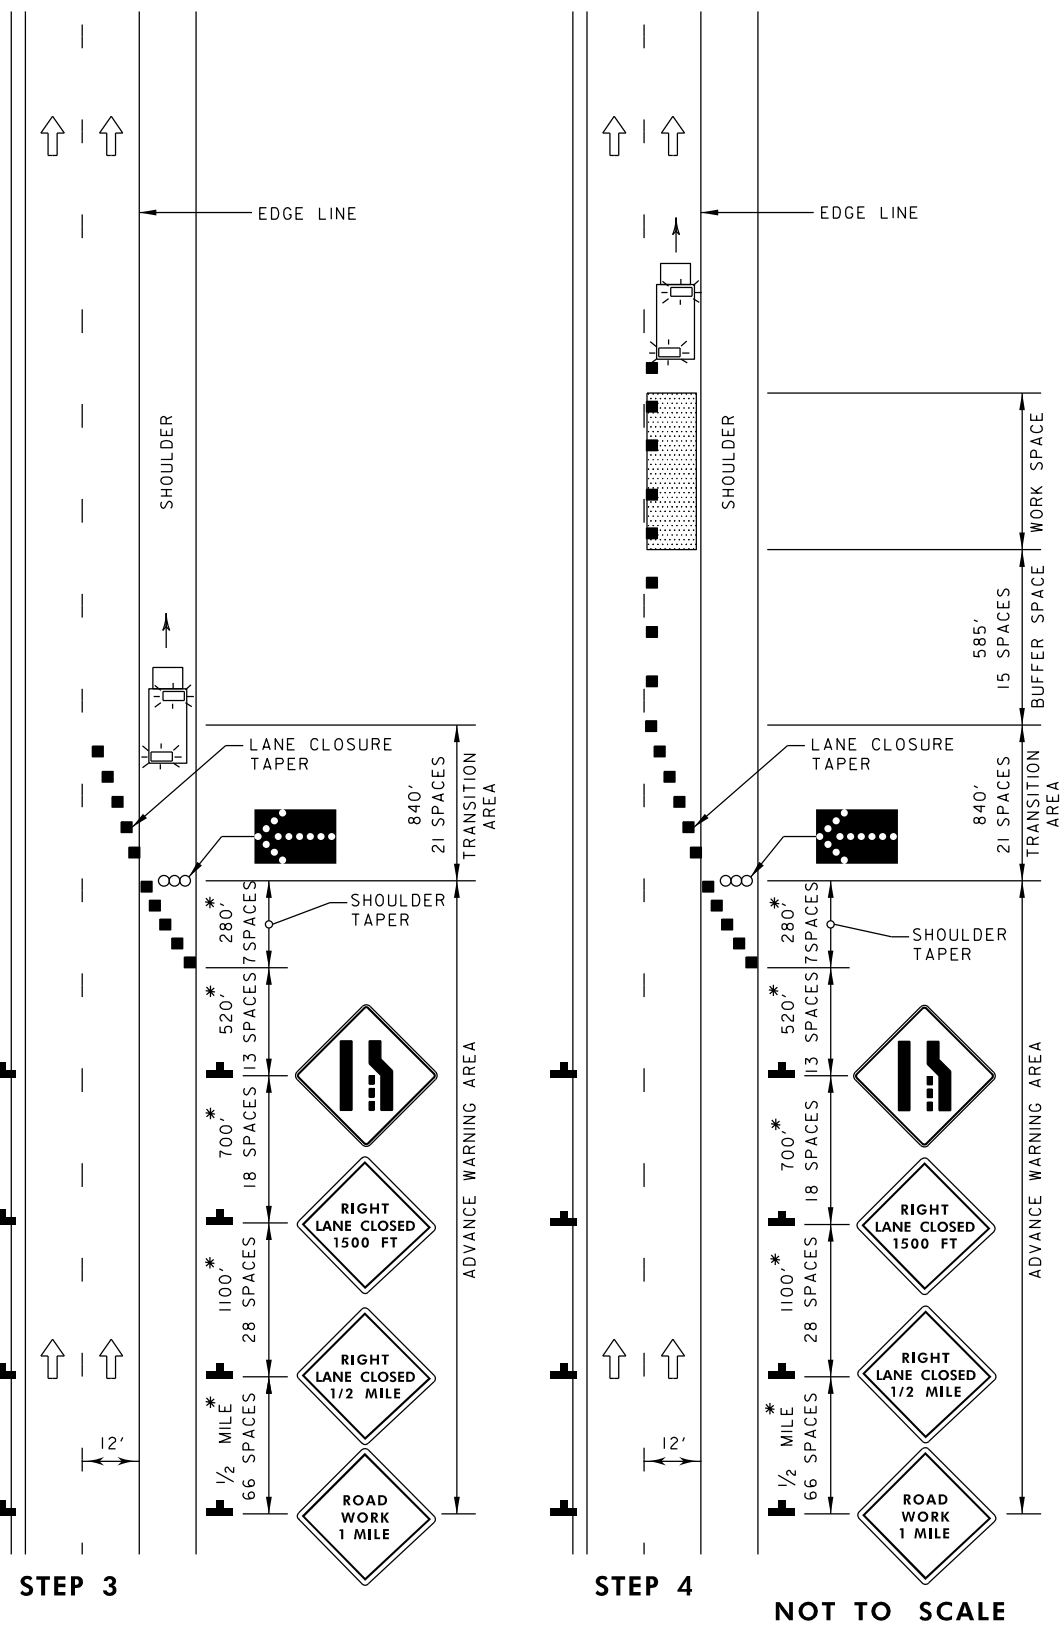 EDGE LINE
SHOULDER
LANE CLOSURE
TAPER
840'
21 SPACES
TRANSITION
AREA
SHOULDER
TAPER
280'*
7 SPACES
520'*
13 SPACES
700'*
18 SPACES
RIGHT
LANE CLOSED
1500 FT
1100'*
28 SPACES
RIGHT
LANE CLOSED
1/2 MILE
ADVANCE WARNING AREA
12'
1/2 MILE*
66 SPACES
ROAD
WORK
1 MILE
STEP 3
EDGE LINE
SHOULDER
WORK SPACE
585'
15 SPACES
BUFFER SPACE
LANE CLOSURE
TAPER
840'
21 SPACES
TRANSITION
AREA
SHOULDER
TAPER
280'*
7 SPACES
520'*
13 SPACES
700'*
18 SPACES
RIGHT
LANE CLOSED
1500 FT
1100'*
28 SPACES
RIGHT
LANE CLOSED
1/2 MILE
ADVANCE WARNING AREA
12'
1/2 MILE*
66 SPACES
ROAD
WORK
1 MILE
STEP 4
NOT TO SCALE